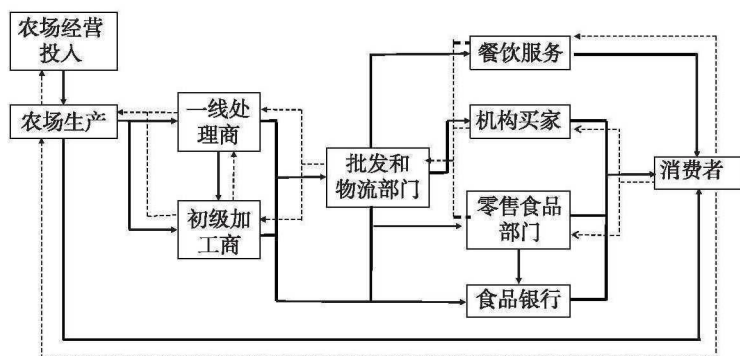 农场经营
投入
农场生产
一线处
理商
初级加
工商
批发和
物流部门
餐饮服务
机构买家
零售食品
部门
食品银行
消费者